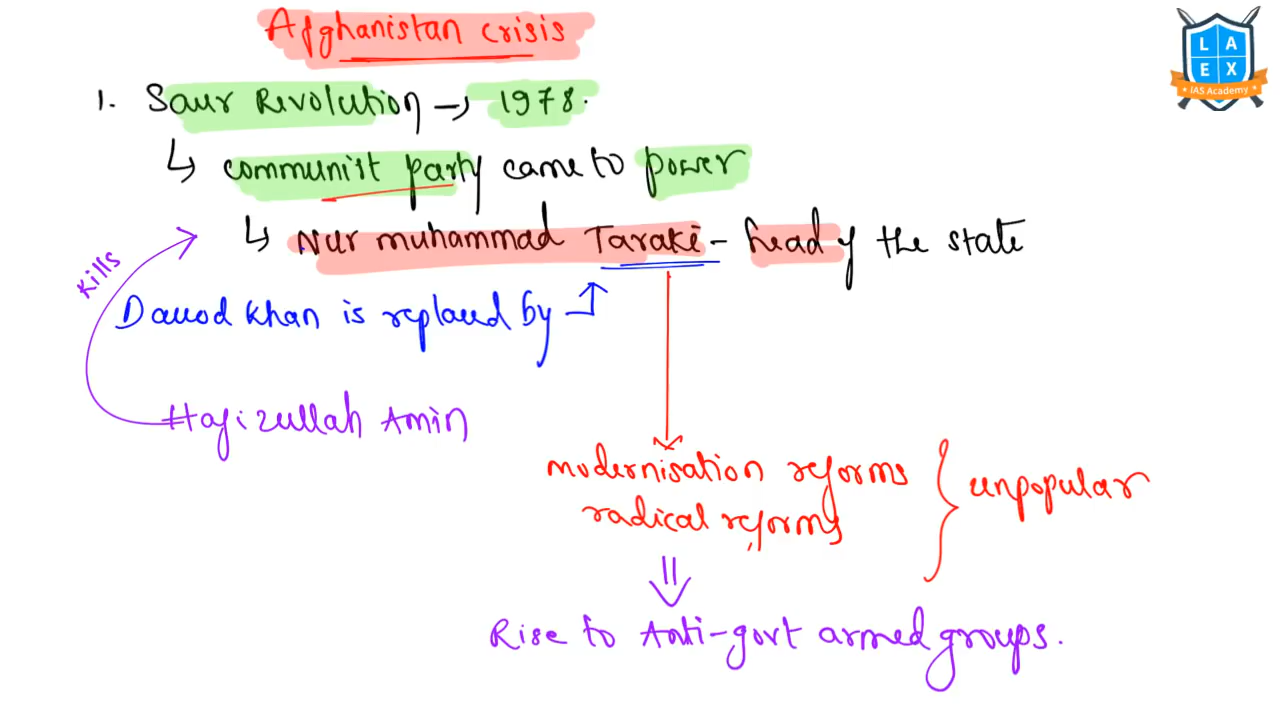 Afghanistan crisis
L A
E X
IAS Academy
1. Saur Revolution → 1978.
↳ communist party came to power
↳ Nur muhammad Taraki - head of the state
kills
Daud Khan is replaced by ↑
Hafizullah Amin
modernisation reforms } unpopular
radical reforms
⇓
Rise to Anti-govt armed groups.